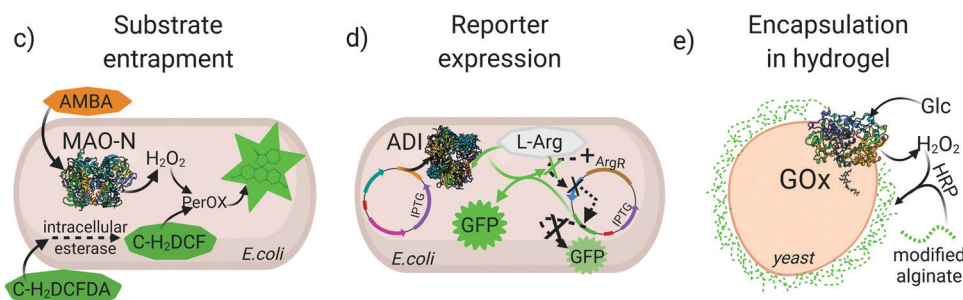 c)
Substrate
entrapment
AMBA
MAO-N
H₂O₂
PerOX
intracellular
esterase
C-H₂DCF
C-H₂DCFDA
E.coli
d)
Reporter
expression
ADI
L-Arg
+
ArgR
IPTG
IPTG
GFP
GFP
E.coli
e)
Encapsulation
in hydrogel
Glc
H₂O₂
HRP
GOx
yeast
modified
alginate